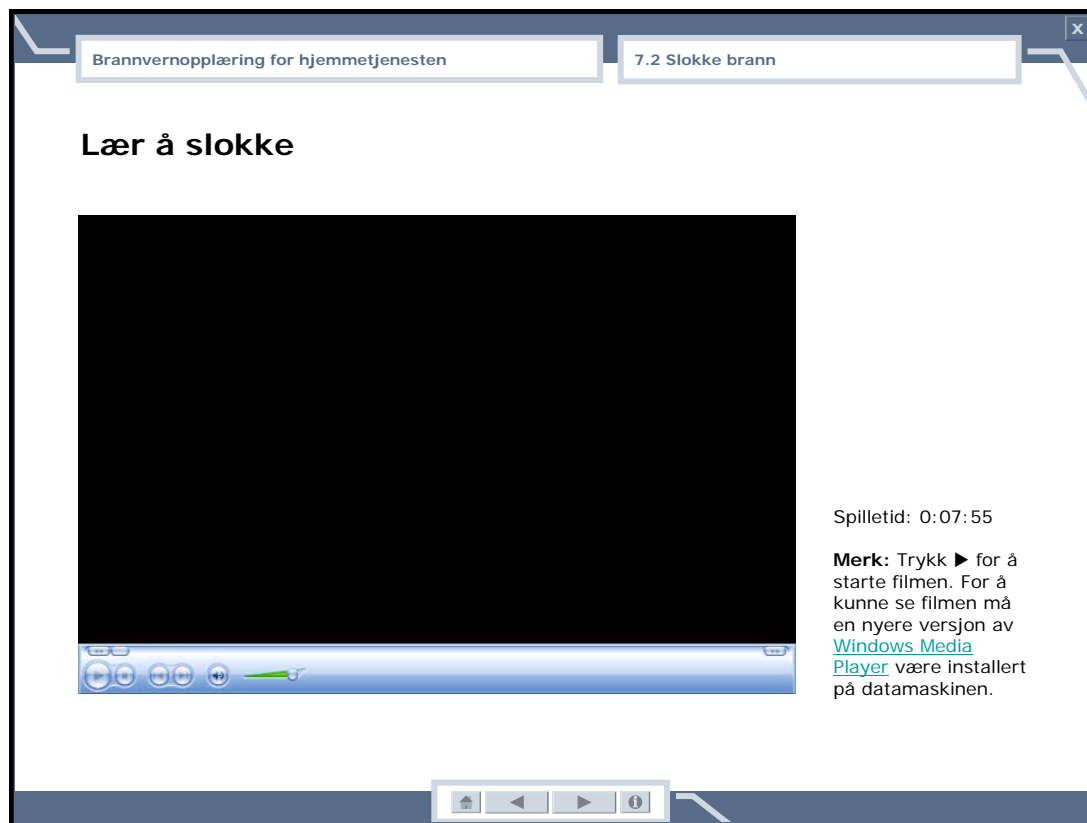 X
Brannvernopplæring for hjemmetjenesten
7.2 Slokke brann
Lær å slokke
Spilletid: 0:07:55
Merk: Trykk ▶ for å
starte filmen. For å
kunne se filmen må
en nyere versjon av
Windows Media
Player være installert
på datamaskinen.